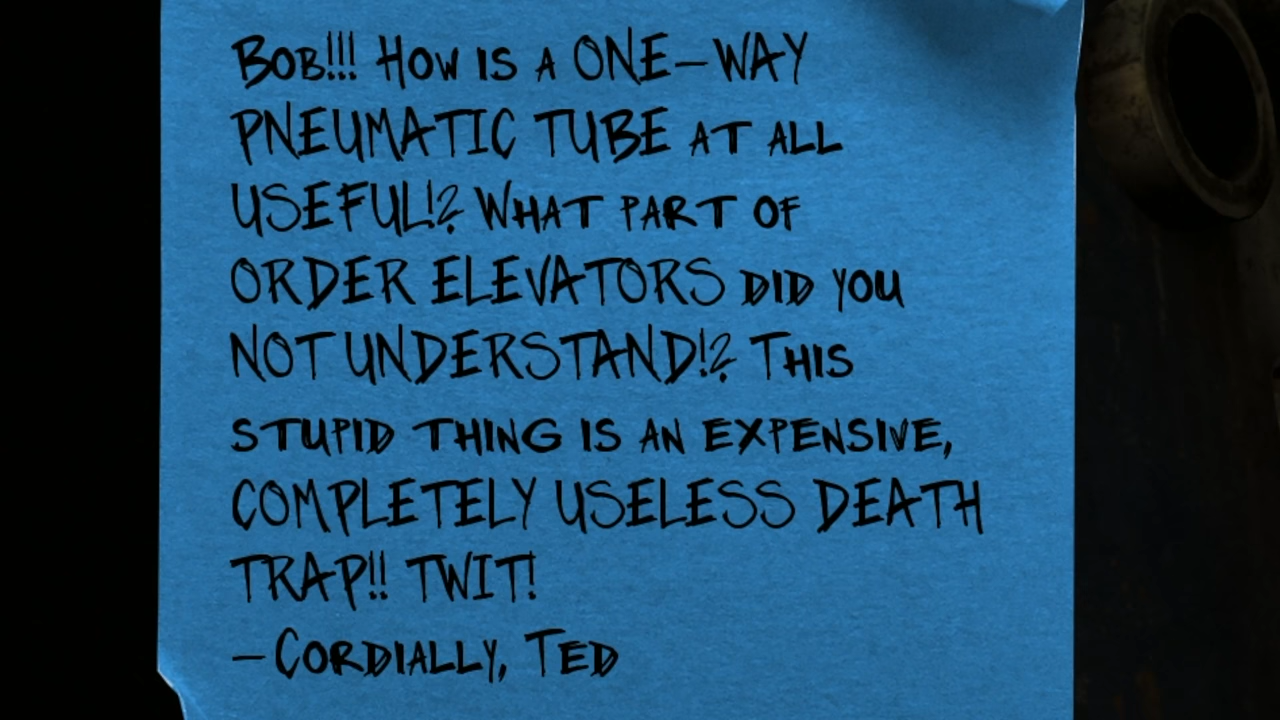 Bob!!! How is a ONE-WAY
PNEUMATIC TUBE at all
USEFUL!? What part of
ORDER ELEVATORS did you
NOT UNDERSTAND!? This
stupid thing is an expensive,
COMPLETELY USELESS DEATH
TRAP!! TWIT!
-Cordially, Ted